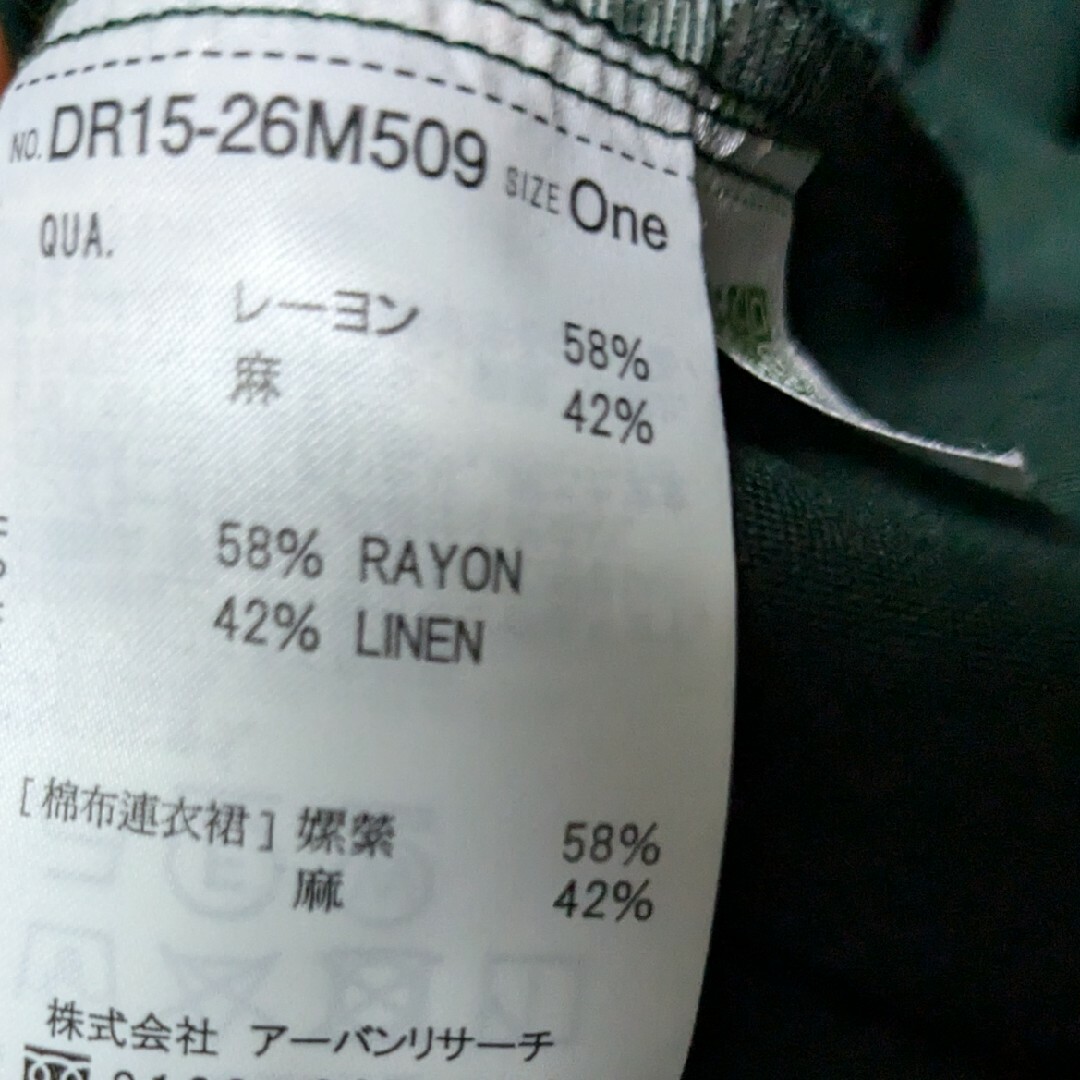 NO. DR15-26M509 SIZE One
QUA.
レーヨン 58%
麻 42%
58% RAYON
42% LINEN
[棉布連衣裙] 嫘縈 58%
麻 42%
株式会社 アーバンリサーチ